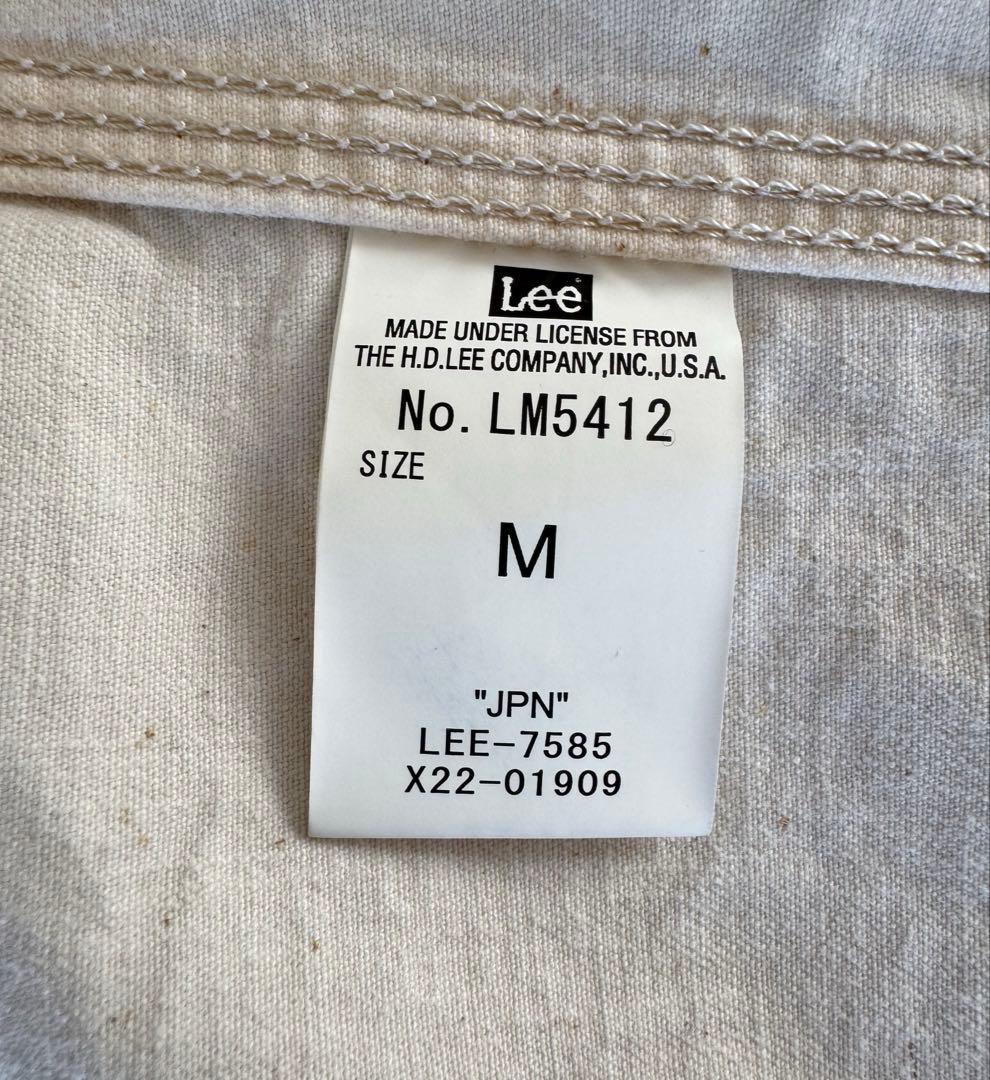 Lee
MADE UNDER LICENSE FROM
THE H.D.LEE COMPANY,INC.,U.S.A.
No. LM5412
SIZE
M
"JPN"
LEE-7585
X22-01909